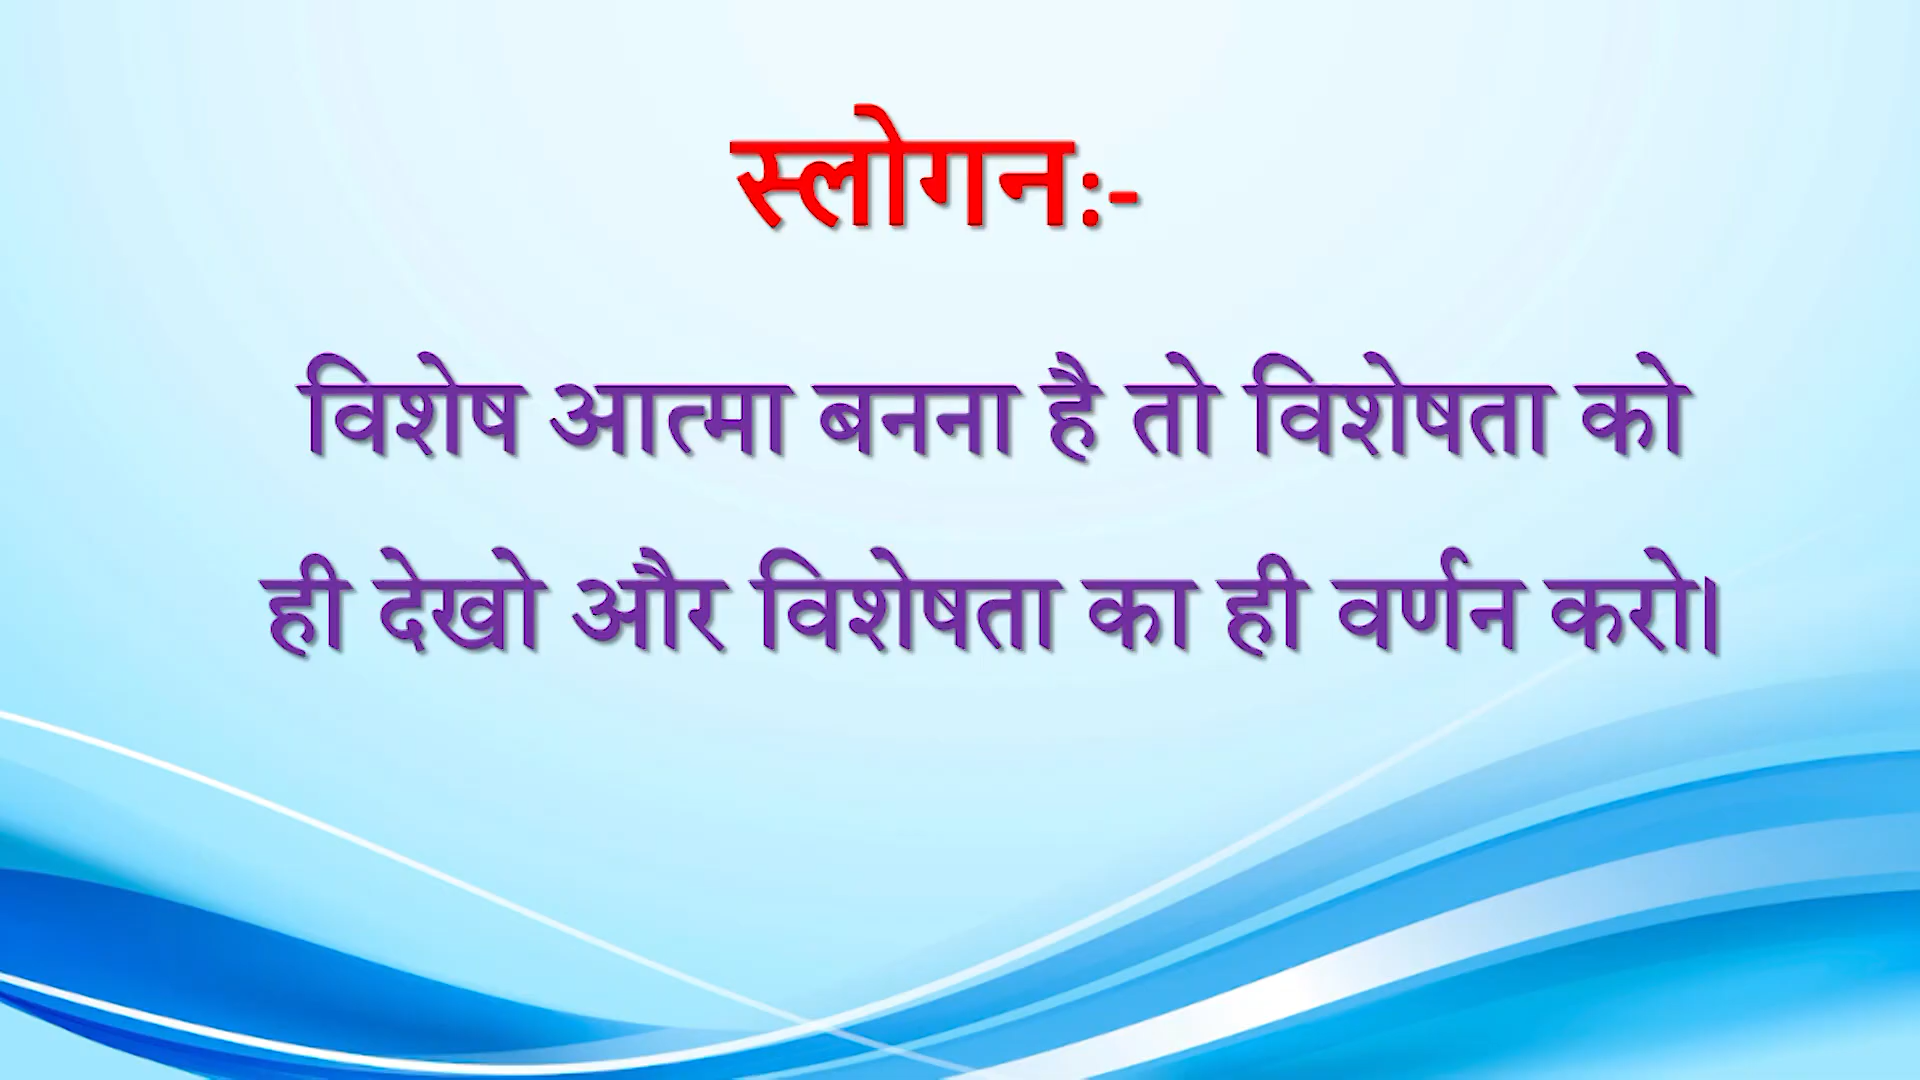 स्लोगन:-
विशेष आत्मा बनना है तो विशेषता को
ही देखो और विशेषता का ही वर्णन करो।